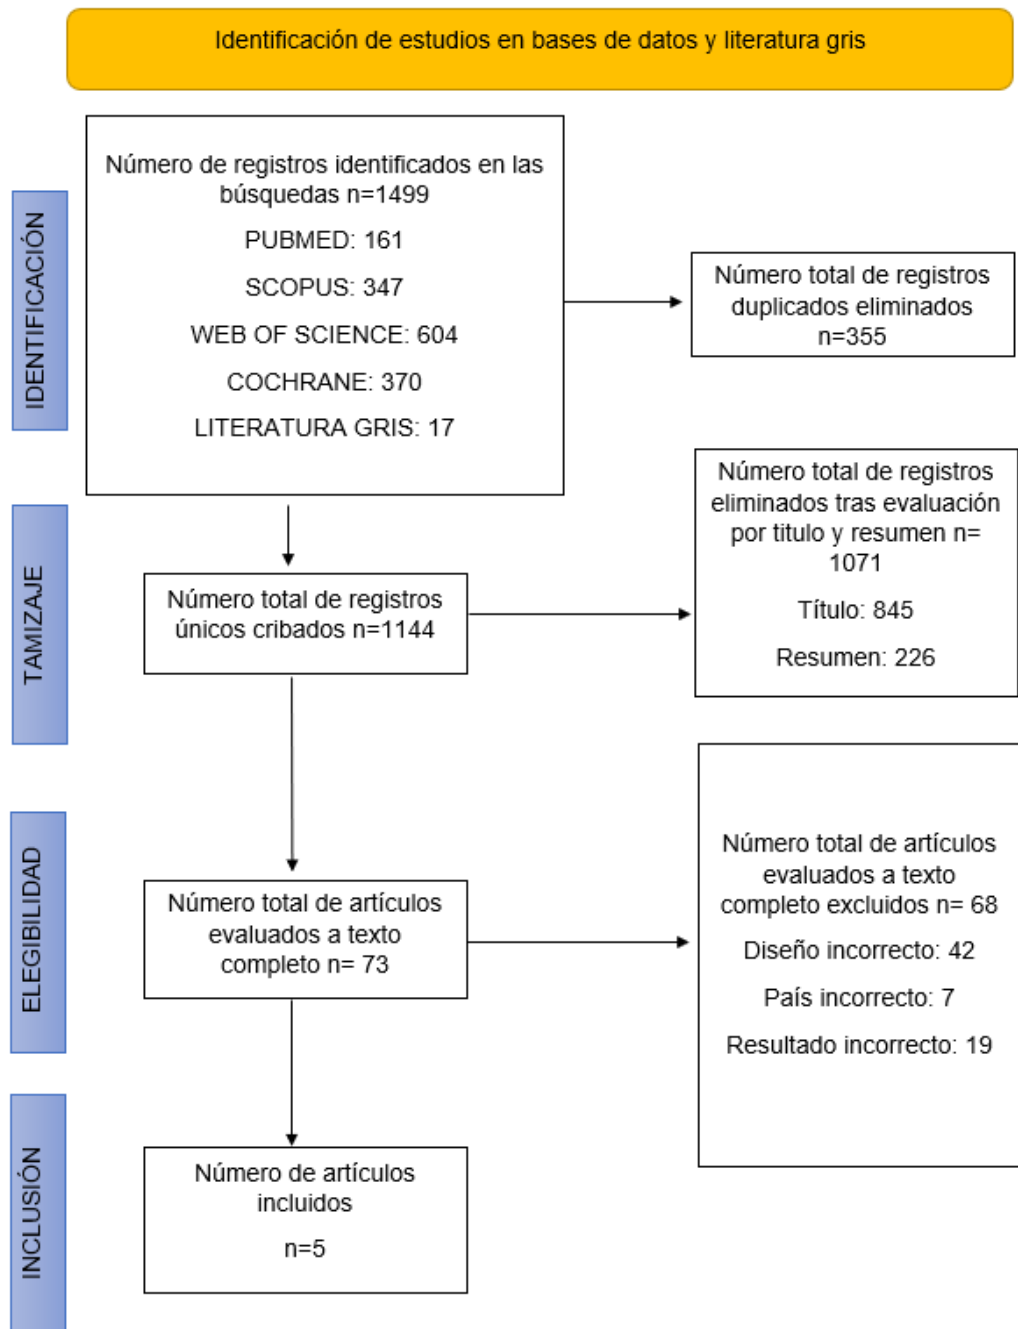 Identificación de estudios en bases de datos y literatura gris
IDENTIFICACIÓN
Número de registros identificados en las
búsquedas n=1499
PUBMED: 161
SCOPUS: 347
WEB OF SCIENCE: 604
COCHRANE: 370
LITERATURA GRIS: 17
Número total de registros
duplicados eliminados
n=355
TAMIZAJE
Número total de registros
únicos cribados n=1144
Número total de registros
eliminados tras evaluación
por titulo y resumen n=
1071
Título: 845
Resumen: 226
ELEGIBILIDAD
Número total de artículos
evaluados a texto
completo n= 73
Número total de artículos
evaluados a texto
completo excluidos n= 68
Diseño incorrecto: 42
País incorrecto: 7
Resultado incorrecto: 19
INCLUSIÓN
Número de artículos
incluidos
n=5